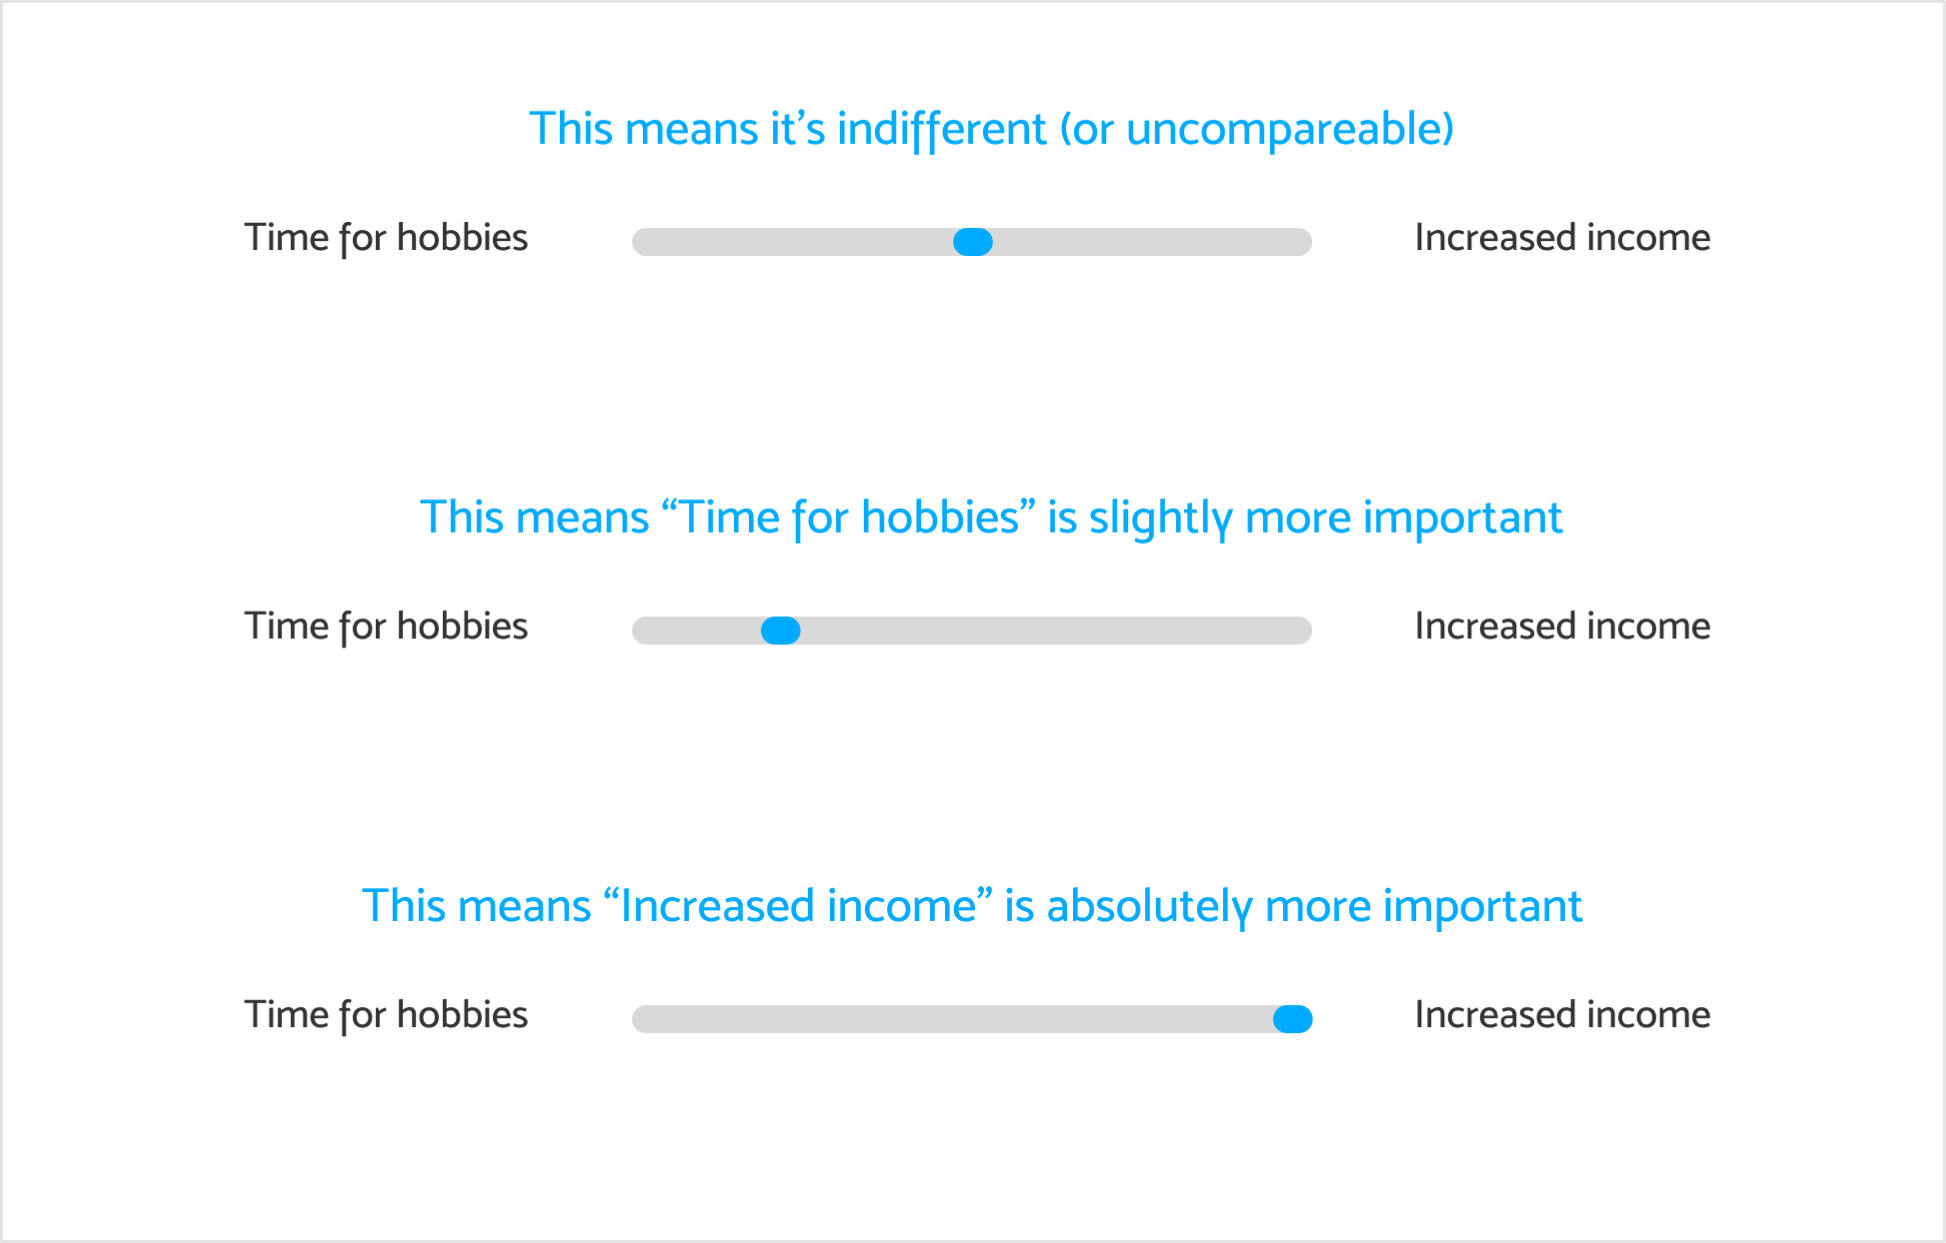 This means it’s indifferent (or uncompareable)
Time for hobbies Increased income
This means “Time for hobbies” is slightly more important
Time for hobbies Increased income
This means “Increased income” is absolutely more important
Time for hobbies Increased income